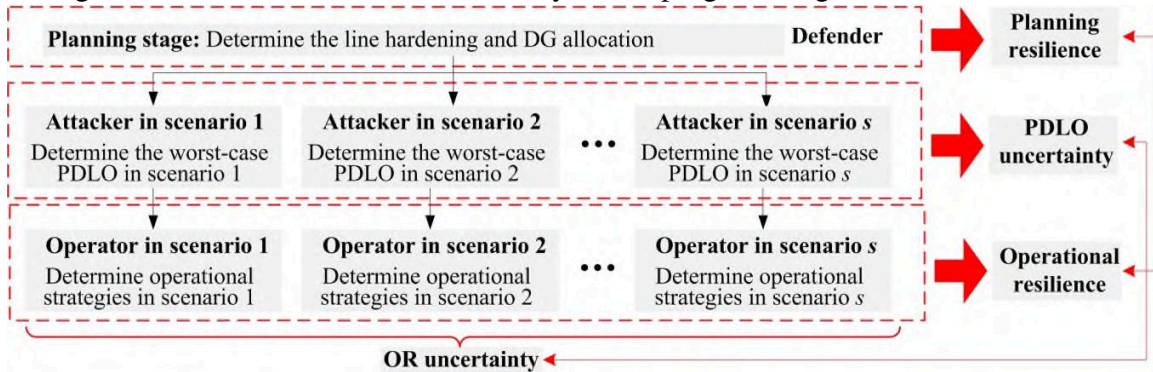 Planning stage: Determine the line hardening and DG allocation
Defender
Planning
resilience
Attacker in scenario 1
Determine the worst-case
PDLO in scenario 1
Attacker in scenario 2
Determine the worst-case
PDLO in scenario 2
•••
Attacker in scenario s
Determine the worst-case
PDLO in scenario s
PDLO
uncertainty
Operator in scenario 1
Determine operational
strategies in scenario 1
Operator in scenario 2
Determine operational
strategies in scenario 2
•••
Operator in scenario s
Determine operational
strategies in scenario s
Operational
resilience
OR uncertainty